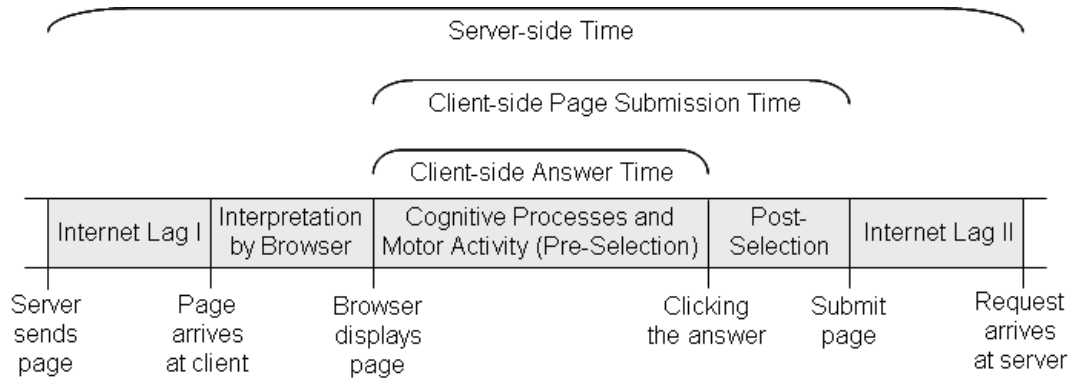 Server-side Time
Client-side Page Submission Time
Client-side Answer Time
Internet Lag I
Interpretation
by Browser
Cognitive Processes and
Motor Activity (Pre-Selection)
Post-
Selection
Internet Lag II
Server
sends
page
Page
arrives
at client
Browser
displays
page
Clicking
the answer
Submit
page
Request
arrives
at server